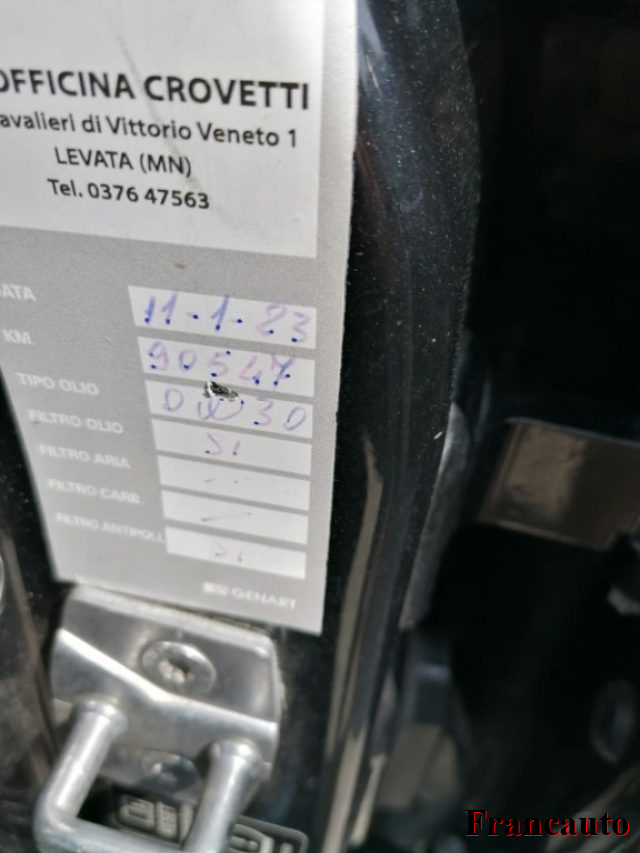 OFFICINA CROVETTI
avalieri di Vittorio Veneto 1
LEVATA (MN)
Tel. 0376 47563
ATA 11.1.23
KM. 90547
TIPO OLIO 0W30
FILTRO OLIO SI
FILTRO ARIA -
FILTRO CARB. -
FILTRO ANTIPOLL SI
GENART
Francauto